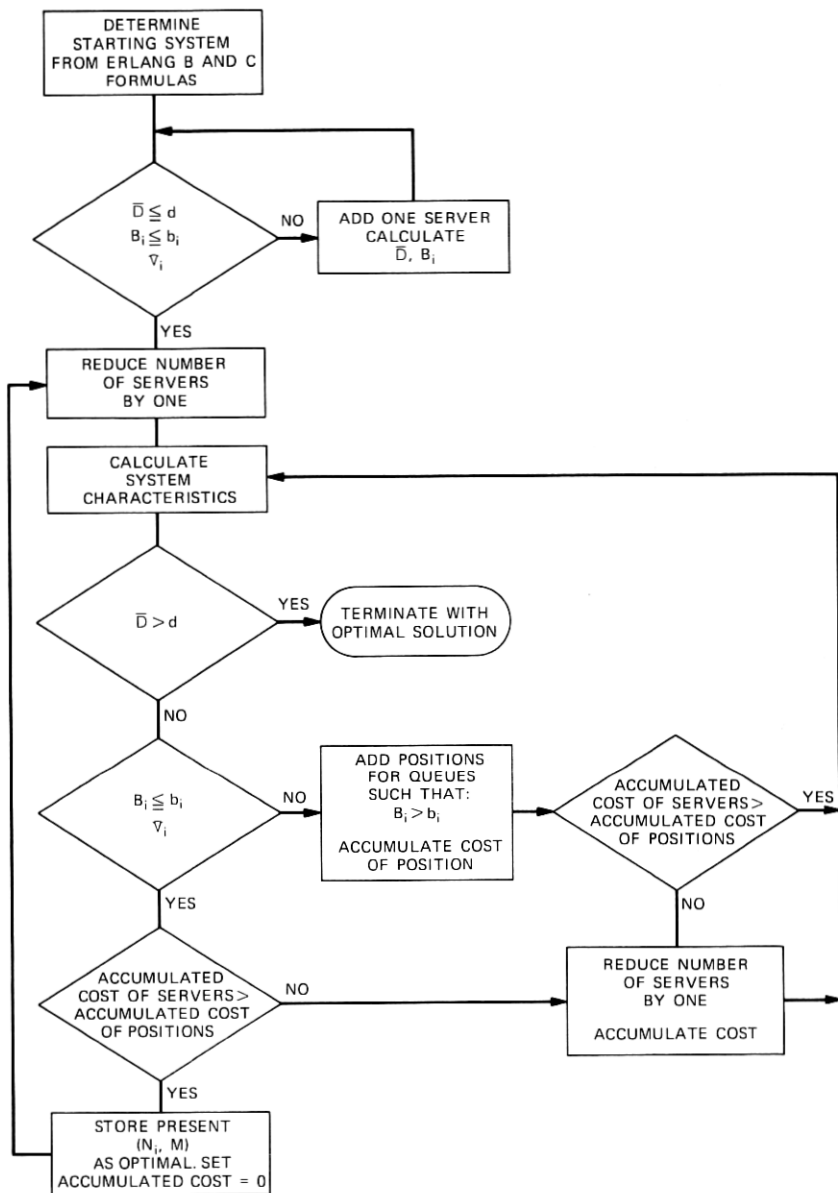 DETERMINE
STARTING SYSTEM
FROM ERLANG B AND C
FORMULAS
D̅ ≦ d
Bᵢ ≦ bᵢ
∇ᵢ
NO
ADD ONE SERVER
CALCULATE
D̅, Bᵢ
YES
REDUCE NUMBER
OF SERVERS
BY ONE
CALCULATE
SYSTEM
CHARACTERISTICS
D̅ > d
YES
TERMINATE WITH
OPTIMAL SOLUTION
NO
Bᵢ ≦ bᵢ
∇ᵢ
NO
ADD POSITIONS
FOR QUEUES
SUCH THAT:
Bᵢ > bᵢ
ACCUMULATE COST
OF POSITION
ACCUMULATED
COST OF SERVERS >
ACCUMULATED COST
OF POSITIONS
YES
YES
NO
ACCUMULATED
COST OF SERVERS >
ACCUMULATED COST
OF POSITIONS
NO
REDUCE NUMBER
OF SERVERS
BY ONE
ACCUMULATE COST
YES
STORE PRESENT
(Nᵢ, M)
AS OPTIMAL. SET
ACCUMULATED COST = 0